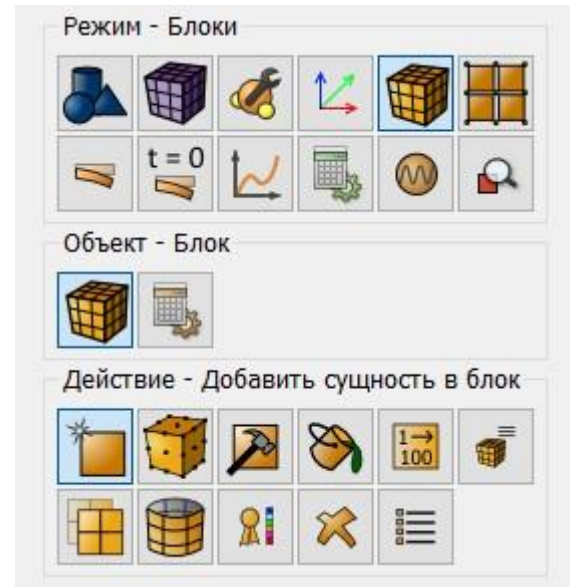 Режим - Блоки
t = 0
Объект - Блок
Действие - Добавить сущность в блок
1→
100